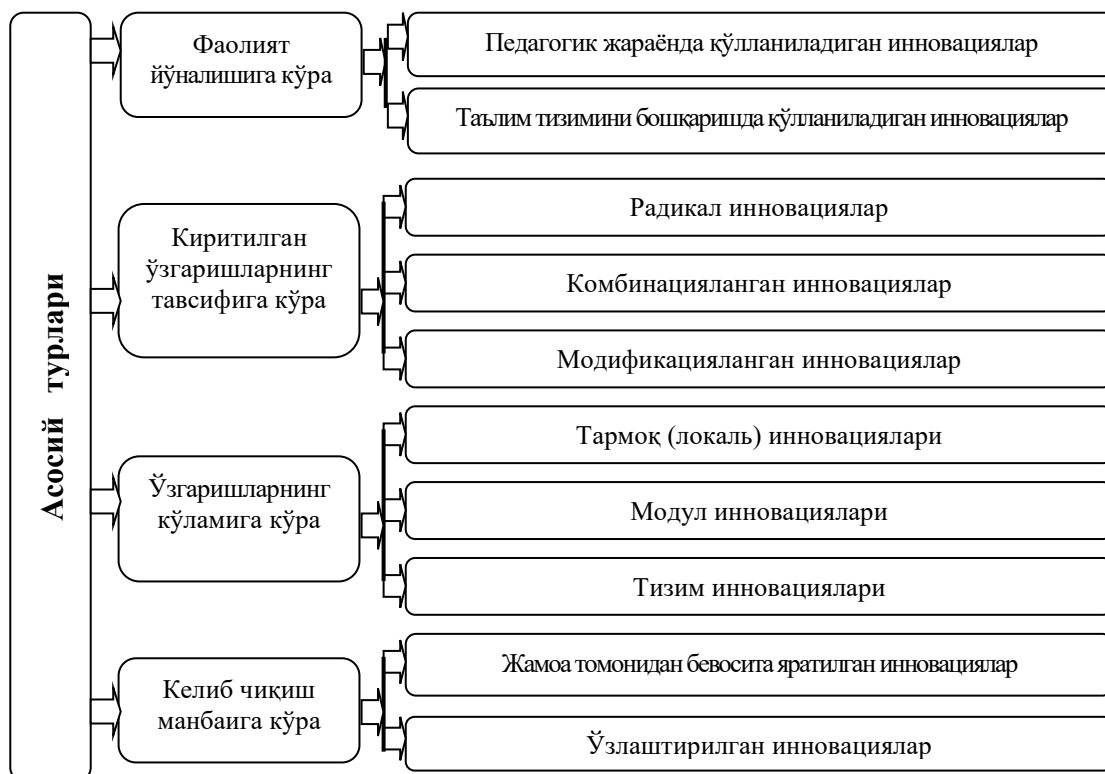 Асосий турлари
Фаолият
йўналишига кўра
Педагогик жараёнда қўлланиладиган инновациялар
Таълим тизимини бошқаришда қўлланиладиган инновациялар
Киритилган
ўзгаришларнинг
тавсифига кўра
Радикал инновациялар
Комбинацияланган инновациялар
Модификацияланган инновациялар
Ўзгаришларнинг
кўламига кўра
Тармоқ (локаль) инновациялари
Модул инновациялари
Тизим инновациялари
Келиб чиқиш
манбаига кўра
Жамоа томонидан бевосита яратилган инновациялар
Ўзлаштирилган инновациялар